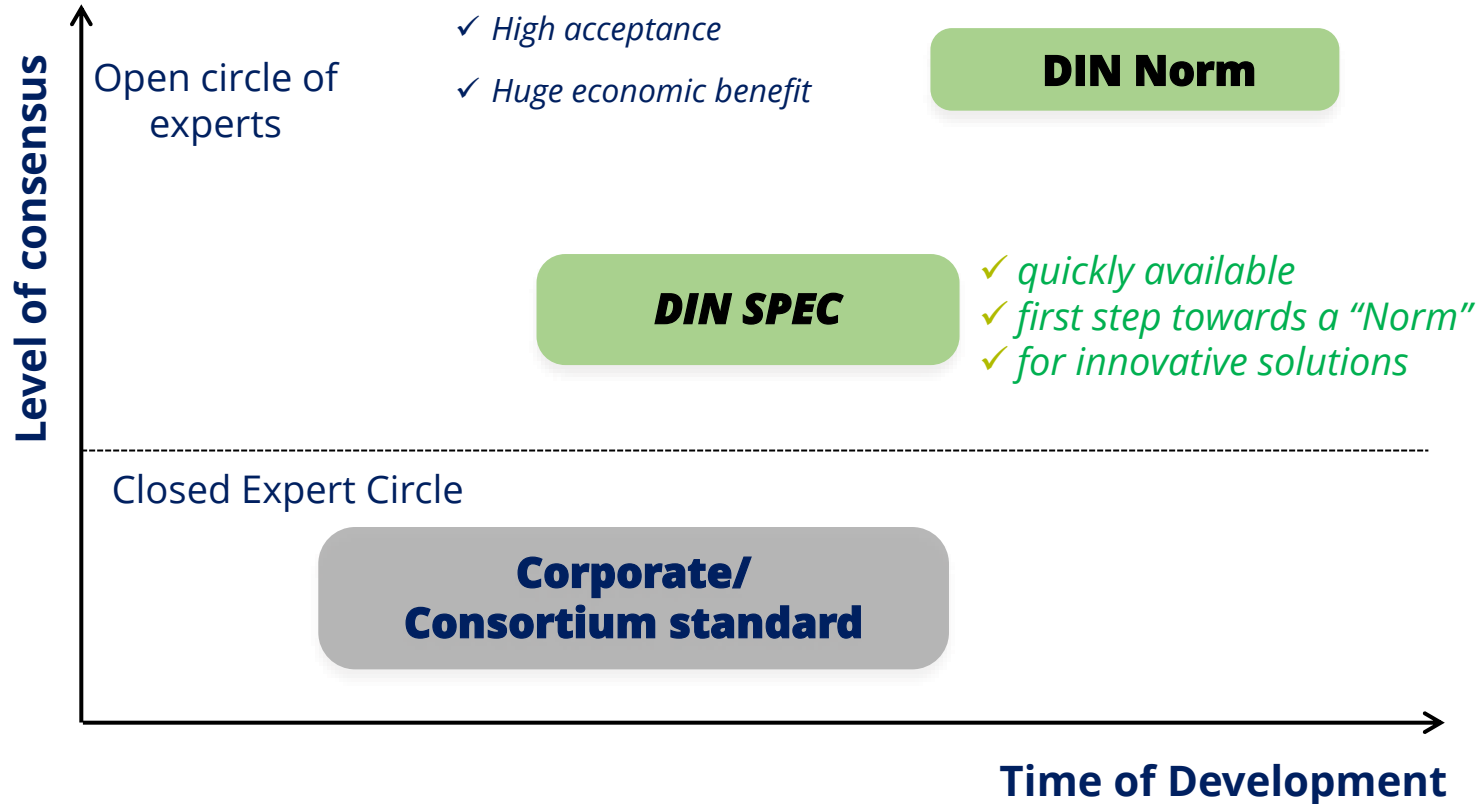 Level of consensus
Open circle of
experts
✓ High acceptance
✓ Huge economic benefit
DIN Norm
DIN SPEC
✓ quickly available
✓ first step towards a “Norm”
✓ for innovative solutions
Closed Expert Circle
Corporate/
Consortium standard
Time of Development